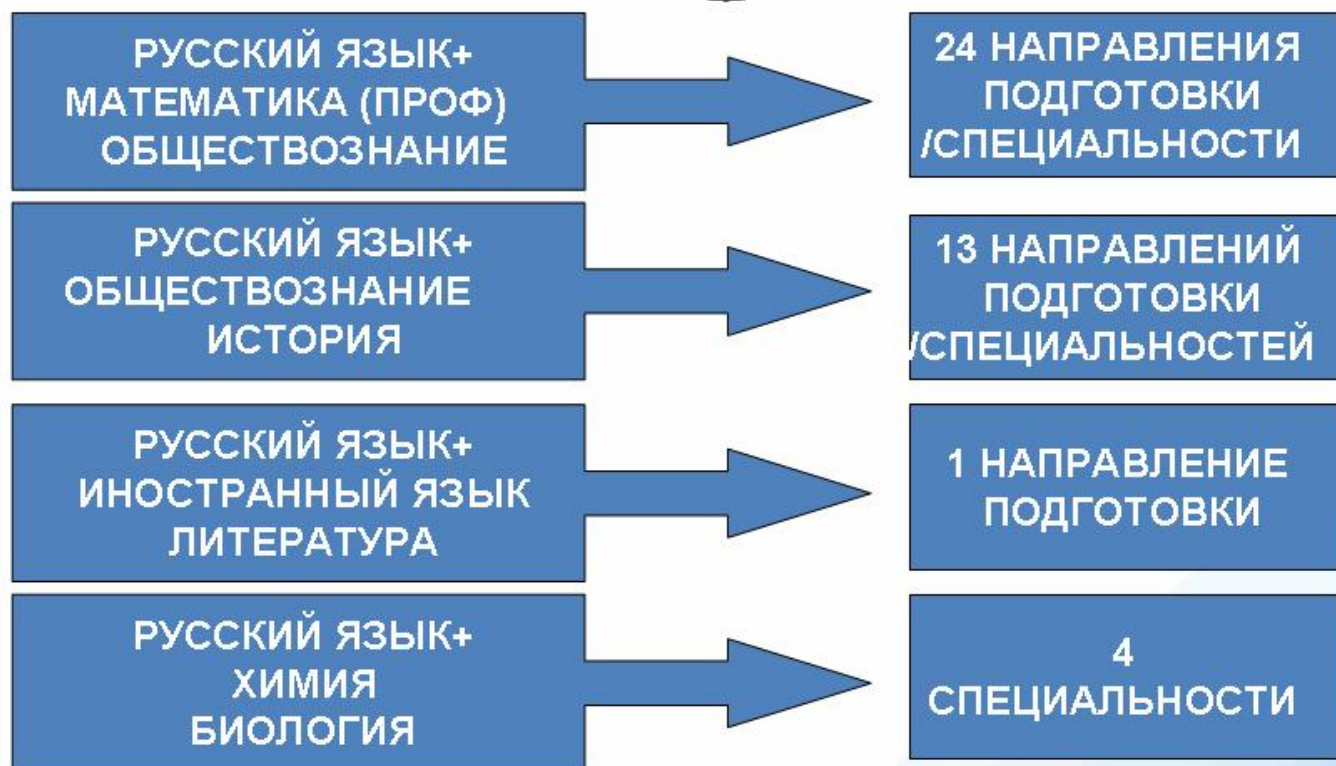 РУССКИЙ ЯЗЫК+
МАТЕМАТИКА (ПРОФ)
ОБЩЕСТВОЗНАНИЕ
24 НАПРАВЛЕНИЯ
ПОДГОТОВКИ
/СПЕЦИАЛЬНОСТИ
РУССКИЙ ЯЗЫК+
ОБЩЕСТВОЗНАНИЕ
ИСТОРИЯ
13 НАПРАВЛЕНИЙ
ПОДГОТОВКИ
/СПЕЦИАЛЬНОСТЕЙ
РУССКИЙ ЯЗЫК+
ИНОСТРАННЫЙ ЯЗЫК
ЛИТЕРАТУРА
1 НАПРАВЛЕНИЕ
ПОДГОТОВКИ
РУССКИЙ ЯЗЫК+
ХИМИЯ
БИОЛОГИЯ
4
СПЕЦИАЛЬНОСТИ